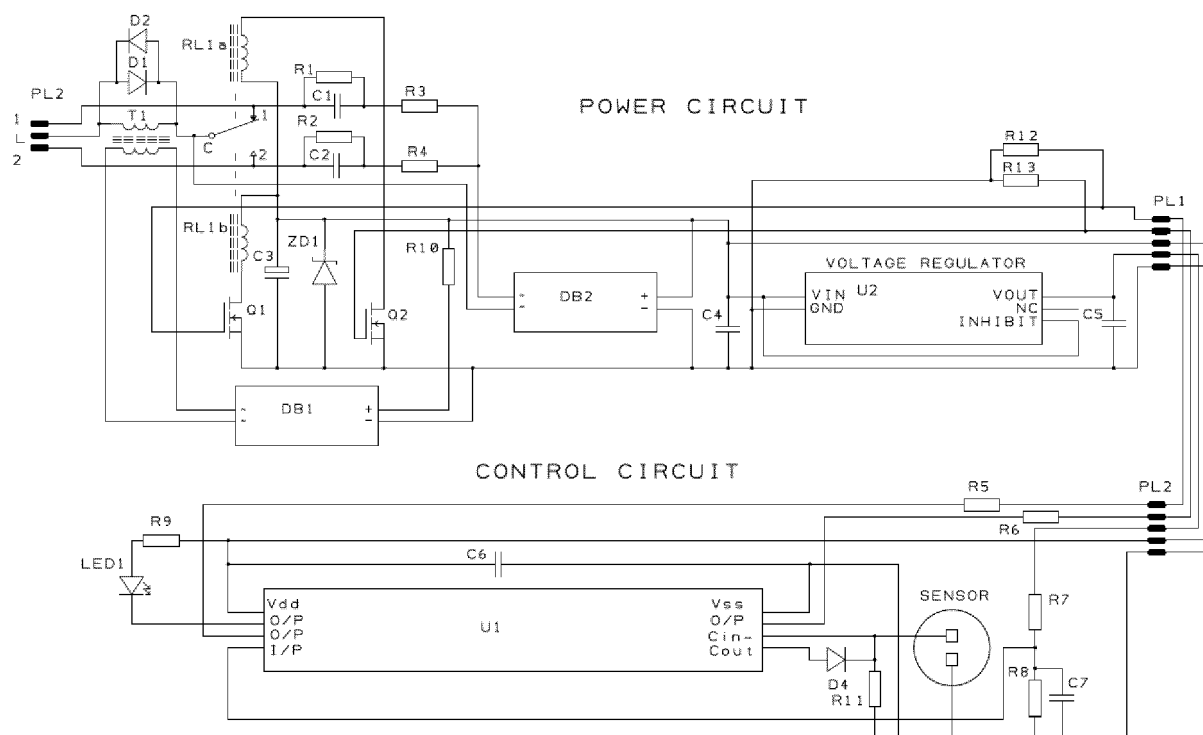 D2
RL1a
D1
R1
PL2
C1
R3
POWER CIRCUIT
1
T1
1
R2
R12
L
C
2
2
C2
R4
R13
PL1
RL1b
C3
ZD1
R10
VOLTAGE REGULATOR
~
~
DB2
+
−
VIN
GND
U2
VOUT
NC
INHIBIT
Q1
Q2
C4
C5
~
~
DB1
+
−
CONTROL CIRCUIT
R5
PL2
R9
R6
C6
LED1
Vdd
O/P
O/P
I/P
U1
Vss
O/P
Cin-
Cout
SENSOR
R7
D4
R11
R8
C7